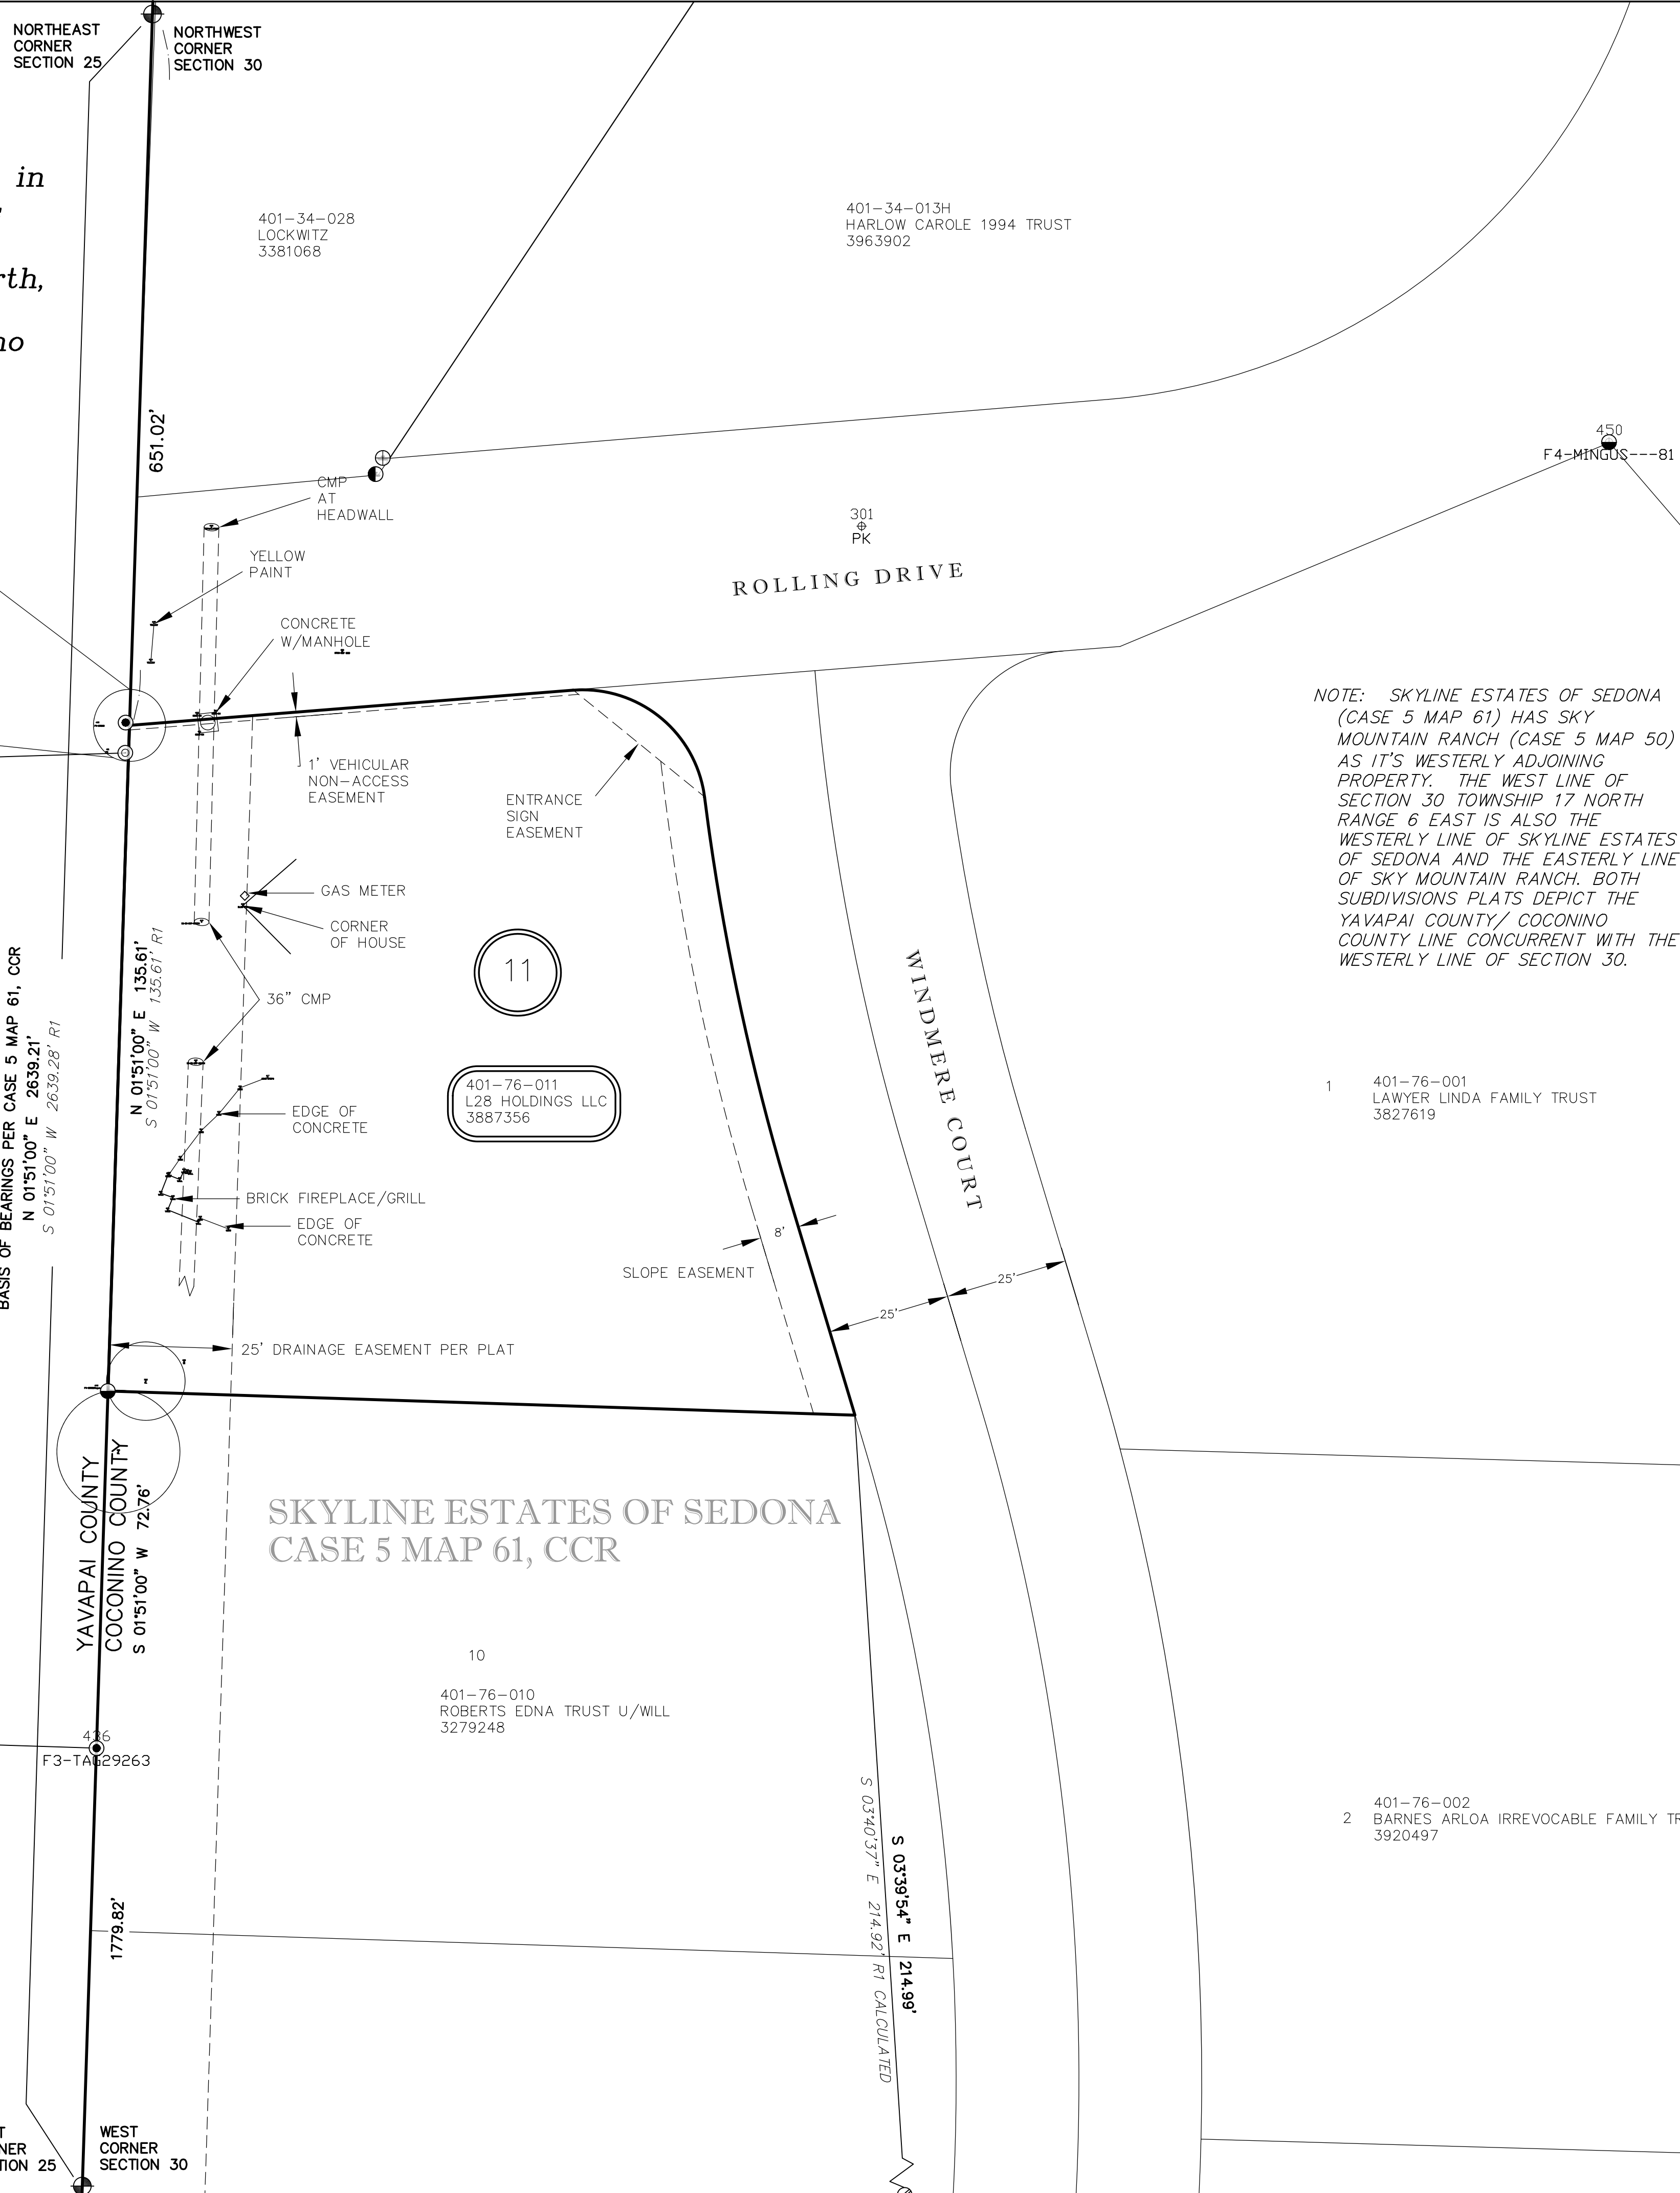 NORTHEAST
CORNER
SECTION 25
NORTHWEST
CORNER
SECTION 30
in
rth,
no
401-34-028
LOCKWITZ
3381068
401-34-013H
HARLOW CAROLE 1994 TRUST
3963902
651.02'
450
F4-MINGUS---81
CMP
AT
HEADWALL
301
PK
YELLOW
PAINT
ROLLING DRIVE
CONCRETE
W/MANHOLE
1' VEHICULAR
NON-ACCESS
EASEMENT
ENTRANCE
SIGN
EASEMENT
NOTE: SKYLINE ESTATES OF SEDONA
(CASE 5 MAP 61) HAS SKY
MOUNTAIN RANCH (CASE 5 MAP 50)
AS IT'S WESTERLY ADJOINING
PROPERTY. THE WEST LINE OF
SECTION 30 TOWNSHIP 17 NORTH
RANGE 6 EAST IS ALSO THE
WESTERLY LINE OF SKYLINE ESTATES
OF SEDONA AND THE EASTERLY LINE
OF SKY MOUNTAIN RANCH. BOTH
SUBDIVISIONS PLATS DEPICT THE
YAVAPAI COUNTY/ COCONINO
COUNTY LINE CONCURRENT WITH THE
WESTERLY LINE OF SECTION 30.
GAS METER
CORNER
OF HOUSE
11
36" CMP
BASIS OF BEARINGS PER CASE 5 MAP 61, CCR
N 01°51'00" E 2639.21'
S 01°51'00" W 2639.28' R1
N 01°51'00" E 135.61'
S 01°51'00" W 135.61' R1
WINDMERE COURT
401-76-011
L28 HOLDINGS LLC
3887356
1
401-76-001
LAWYER LINDA FAMILY TRUST
3827619
EDGE OF
CONCRETE
BRICK FIREPLACE/GRILL
EDGE OF
CONCRETE
8'
SLOPE EASEMENT
25'
25'
25' DRAINAGE EASEMENT PER PLAT
YAVAPAI COUNTY
COCONINO COUNTY
S 01°51'00" W 72.76'
SKYLINE ESTATES OF SEDONA
CASE 5 MAP 61, CCR
10
401-76-010
ROBERTS EDNA TRUST U/WILL
3279248
436
F3-TAG29263
S 03°40'37" E 214.92' R1 CALCULATED
S 03°39'54" E 214.99'
2
401-76-002
BARNES ARLOA IRREVOCABLE FAMILY TR
3920497
1779.82'
T
NER
TION 25
WEST
CORNER
SECTION 30